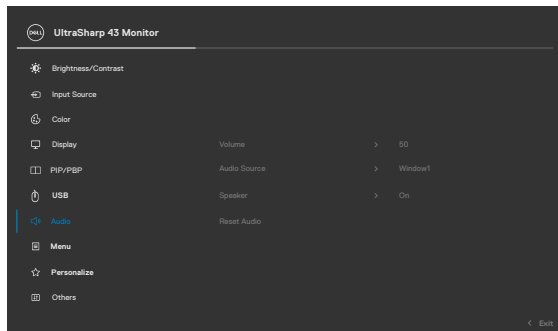 DELL UltraSharp 43 Monitor
Brightness/Contrast
Input Source
Color
Display Volume > 50
PIP/PBP Audio Source > Window1
USB Speaker > On
Audio Reset Audio
Menu
Personalize
Others
< Exit